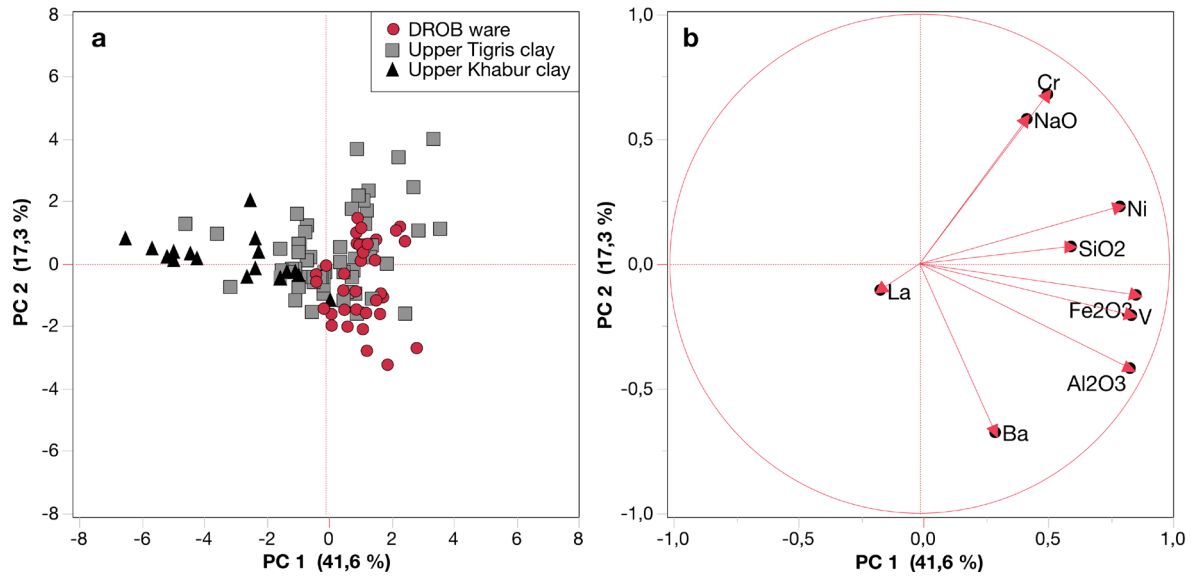 a
DROB ware
Upper Tigris clay
Upper Khabur clay
8
6
4
2
0
-2
-4
-6
-8
PC 2 (17,3 %)
-8 -6 -4 -2 0 2 4 6 8
PC 1 (41,6 %)
b
1,0
0,5
0,0
-0,5
-1,0
PC 2 (17,3 %)
Cr
NaO
Ni
SiO2
La
Fe2O3
V
Al2O3
Ba
-1,0 -0,5 0,0 0,5 1,0
PC 1 (41,6 %)